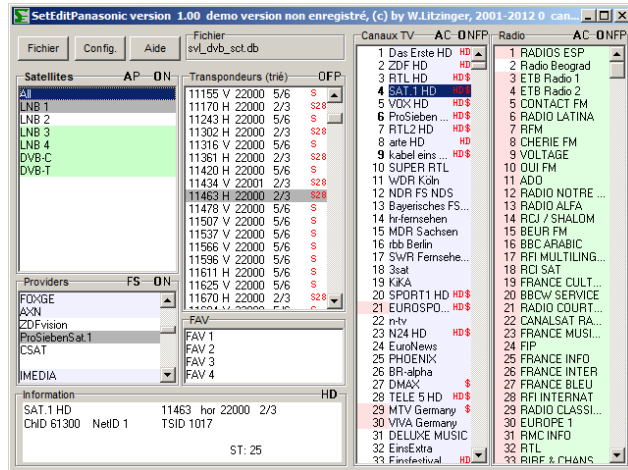 SetEditPanasonic version 1.00 demo version non enregistré, (c) by W.Litzinger, 2001-2012 0 can...
Fichier
Config.
Aide
Fichier
svl_dvb_sct.db
Satellites AP ON
All
LNB 1
LNB 2
LNB 3
LNB 4
DVB-C
DVB-T
Providers FS ON
FOXGE
AXN
ZDFvision
ProSiebenSat.1
CSAT
IMEDIA
Transpondeurs (trié) OFP
11155 V 22000 5/6 S
11170 H 22000 2/3 S28
11243 H 22000 5/6 S
11302 H 22000 2/3 S28
11316 V 22000 5/6 S
11361 H 22000 2/3 S28
11420 H 22000 5/6 S
11434 V 22001 2/3 S28
11463 H 22000 2/3 S28
11478 V 22000 5/6 S
11507 V 22000 5/6 S
11537 V 22000 5/6 S
11566 V 22000 5/6 S
11596 V 22000 5/6 S
11611 H 22000 5/6 S
11625 V 22000 5/6 S
11670 H 22000 2/3 S28
FAV
FAV 1
FAV 2
FAV 3
FAV 4
Information HD
SAT.1 HD 11463 hor 22000 2/3
ChID 61300 NetID 1 TSID 1017
ST: 25
Canaux TV AC ONFP
1 Das Erste HD HD
2 ZDF HD HD
3 RTL HD HD$
4 SAT.1 HD HD$
5 VOX HD HD$
6 ProSieben ... HD$
7 RTL2 HD HD$
8 arte HD HD
9 kabel eins ... HD$
10 SUPER RTL
11 WDR Köln
12 NDR FS NDS
13 Bayerisches FS...
14 hr-fernsehen
15 MDR Sachsen
16 rbb Berlin
17 SWR Fernsehe...
18 3sat
19 KiKA
20 SPORT1 HD HD$
21 EUROSPO... HD$
22 n-tv
23 N24 HD HD$
24 EuroNews
25 PHOENIX
26 BR-alpha
27 DMAX $
28 TELE 5 HD HD$
29 MTV Germany $
30 VIVA Germany
31 DELUXE MUSIC
32 EinsExtra
33 Einsfestival HD
Radio AC ONFP
1 RADIOS ESP
2 Radio Beograd
3 ETB Radio 1
4 ETB Radio 2
5 CONTACT FM
6 RADIO LATINA
7 RFM
8 CHERIE FM
9 VOLTAGE
10 OUI FM
11 ADO
12 RADIO NOTRE ...
13 RADIO ALFA
14 RCJ / SHALOM
15 BEUR FM
16 BBC ARABIC
17 RFI MULTILING...
18 RCI SAT
19 FRANCE CULT...
20 BBCW SERVICE
21 RADIO COURT...
22 CANALSAT RA...
23 FRANCE MUSI...
24 FIP
25 FRANCE INFO
26 FRANCE INTER
27 FRANCE BLEU
28 RFI INTERNAT
29 RADIO CLASSI...
30 EUROPE 1
31 RMC INFO
32 RTL
33 RIRE & CHANS